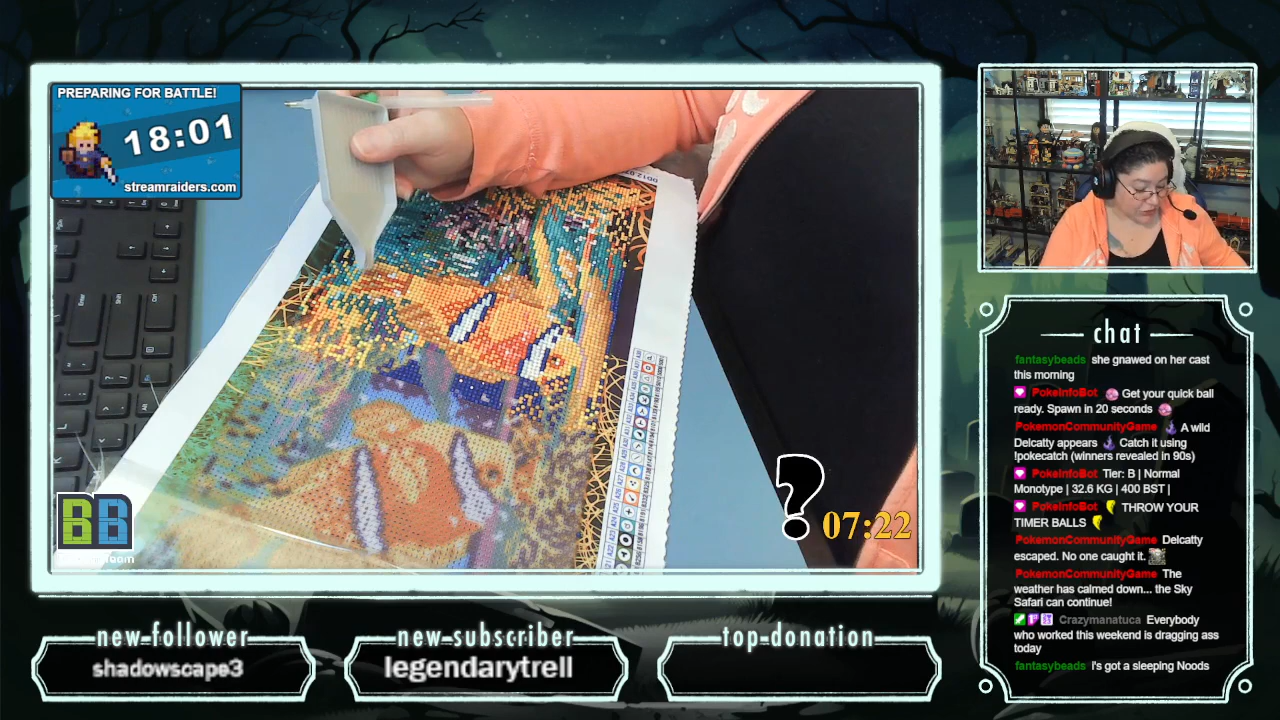 PREPARING FOR BATTLE!
18:01
streamraiders.com
BB
?
07:22
new follower
shadowscape3
new subscriber
legendarytrell
top donation
chat
fantasybeads she gnawed on her cast
this morning
PokeInfoBot Get your quick ball
ready. Spawn in 20 seconds
PokemonCommunityGame A wild
Delcatty appears Catch it using
!pokecatch (winners revealed in 90s)
PokeInfoBot Tier: B | Normal
Monotype | 32.6 KG | 400 BST |
PokeInfoBot THROW YOUR
TIMER BALLS
PokemonCommunityGame Delcatty
escaped. No one caught it.
PokemonCommunityGame The
weather has calmed down... the Sky
Safari can continue!
Crazymanatuca Everybody
who worked this weekend is dragging ass
today
fantasybeads I's got a sleeping Noods